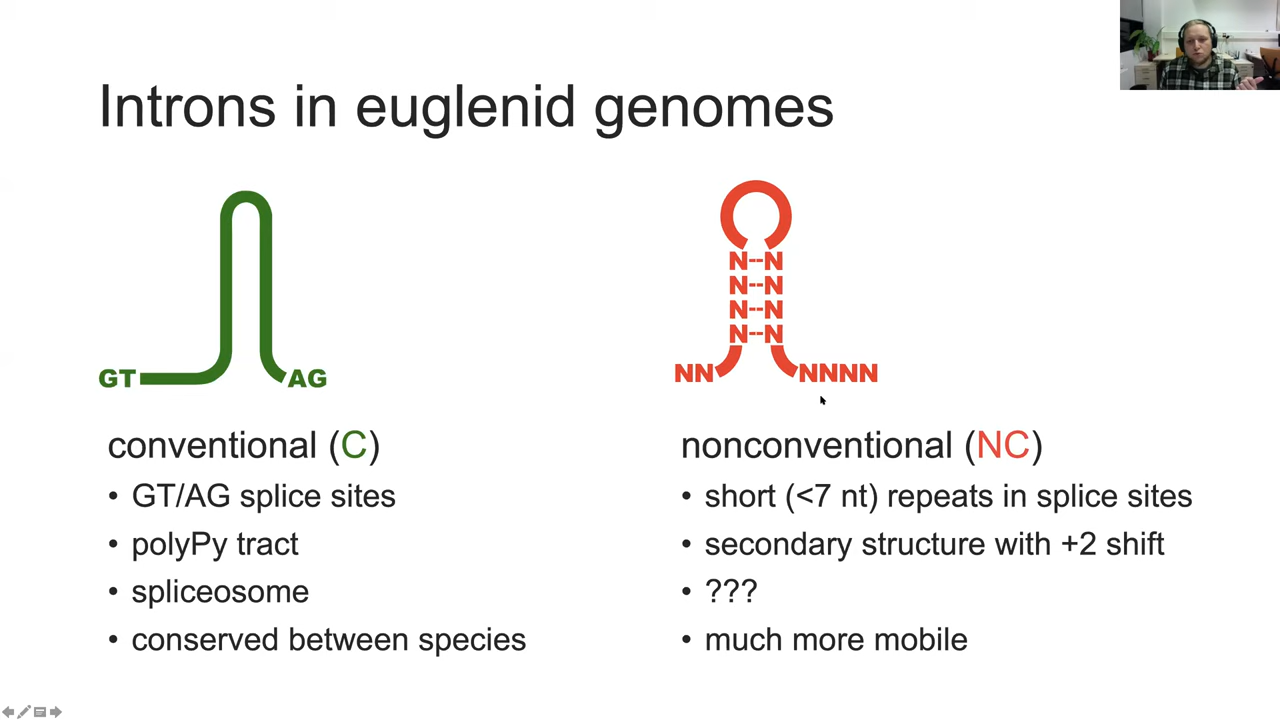 Introns in euglenid genomes
GT
AG
N--N
N--N
N--N
N--N
NN
NNNN
conventional (C)
• GT/AG splice sites
• polyPy tract
• spliceosome
• conserved between species
nonconventional (NC)
• short (<7 nt) repeats in splice sites
• secondary structure with +2 shift
• ???
• much more mobile